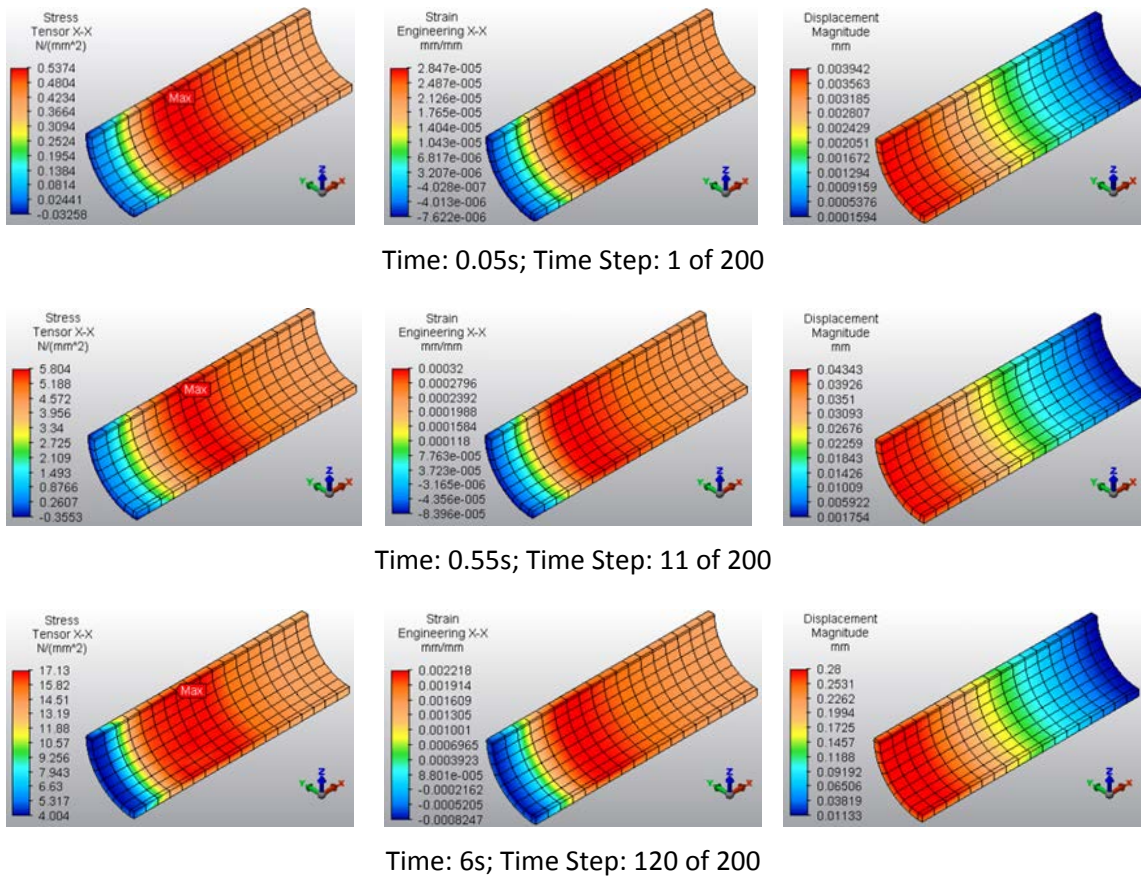 Stress
Tensor X-X
N/(mm^2)
0.5374
0.4804
0.4234
0.3664
0.3094
0.2524
0.1954
0.1384
0.0814
0.02441
-0.03258
Max
Y Z X
Strain
Engineering X-X
mm/mm
2.847e-005
2.487e-005
2.126e-005
1.765e-005
1.404e-005
1.043e-005
6.817e-006
3.207e-006
-4.028e-007
-4.013e-006
-7.622e-006
Y Z X
Displacement
Magnitude
mm
0.003942
0.003563
0.003185
0.002807
0.002429
0.002051
0.001672
0.001294
0.0009159
0.0005376
0.0001594
Y Z X
Time: 0.05s; Time Step: 1 of 200
Stress
Tensor X-X
N/(mm^2)
5.804
5.188
4.572
3.956
3.34
2.725
2.109
1.493
0.8766
0.2607
-0.3553
Max
Y Z X
Strain
Engineering X-X
mm/mm
0.00032
0.0002796
0.0002392
0.0001988
0.0001584
0.000118
7.763e-005
3.723e-005
-3.165e-006
-4.356e-005
-8.396e-005
Y Z X
Displacement
Magnitude
mm
0.04343
0.03926
0.0351
0.03093
0.02676
0.02259
0.01843
0.01426
0.01009
0.005922
0.001754
Y Z X
Time: 0.55s; Time Step: 11 of 200
Stress
Tensor X-X
N/(mm^2)
17.13
15.82
14.51
13.19
11.88
10.57
9.256
7.943
6.63
5.317
4.004
Max
Y Z X
Strain
Engineering X-X
mm/mm
0.002218
0.001914
0.001609
0.001305
0.001001
0.0006965
0.0003923
8.801e-005
-0.0002162
-0.0005205
-0.0008247
Y Z X
Displacement
Magnitude
mm
0.28
0.2531
0.2262
0.1994
0.1725
0.1457
0.1188
0.09192
0.06506
0.03819
0.01133
Y Z X
Time: 6s; Time Step: 120 of 200